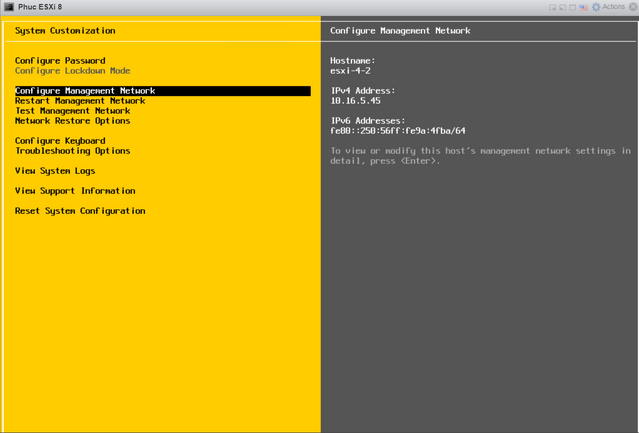 Phuc ESXi 8
Actions
System Customization
Configure Password
Configure Lockdown Mode
Configure Management Network
Restart Management Network
Test Management Network
Network Restore Options
Configure Keyboard
Troubleshooting Options
View System Logs
View Support Information
Reset System Configuration
Configure Management Network
Hostname:
esxi-4-2
IPv4 Address:
10.16.5.45
IPv6 Addresses:
fe80::250:56ff:fe9a:4fba/64
To view or modify this host's management network settings in
detail, press <Enter>.